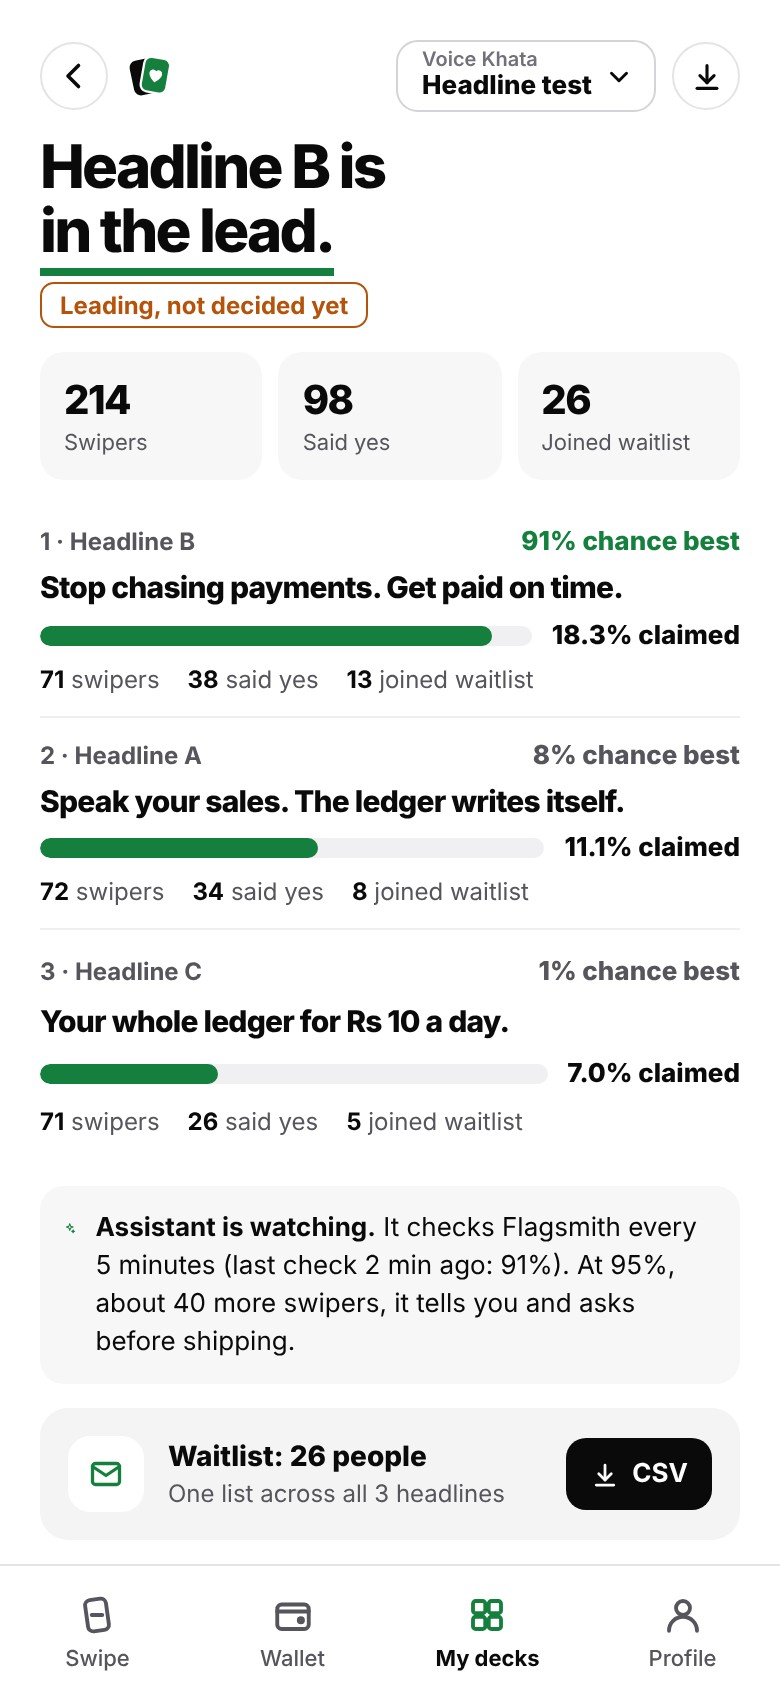 Voice Khata
Headline test
Headline B is
in the lead.
Leading, not decided yet
214
Swipers
98
Said yes
26
Joined waitlist
1 · Headline B
91% chance best
Stop chasing payments. Get paid on time.
18.3% claimed
71 swipers 38 said yes 13 joined waitlist
2 · Headline A
8% chance best
Speak your sales. The ledger writes itself.
11.1% claimed
72 swipers 34 said yes 8 joined waitlist
3 · Headline C
1% chance best
Your whole ledger for Rs 10 a day.
7.0% claimed
71 swipers 26 said yes 5 joined waitlist
Assistant is watching. It checks Flagsmith every
5 minutes (last check 2 min ago: 91%). At 95%,
about 40 more swipers, it tells you and asks
before shipping.
Waitlist: 26 people
One list across all 3 headlines
CSV
Swipe
Wallet
My decks
Profile